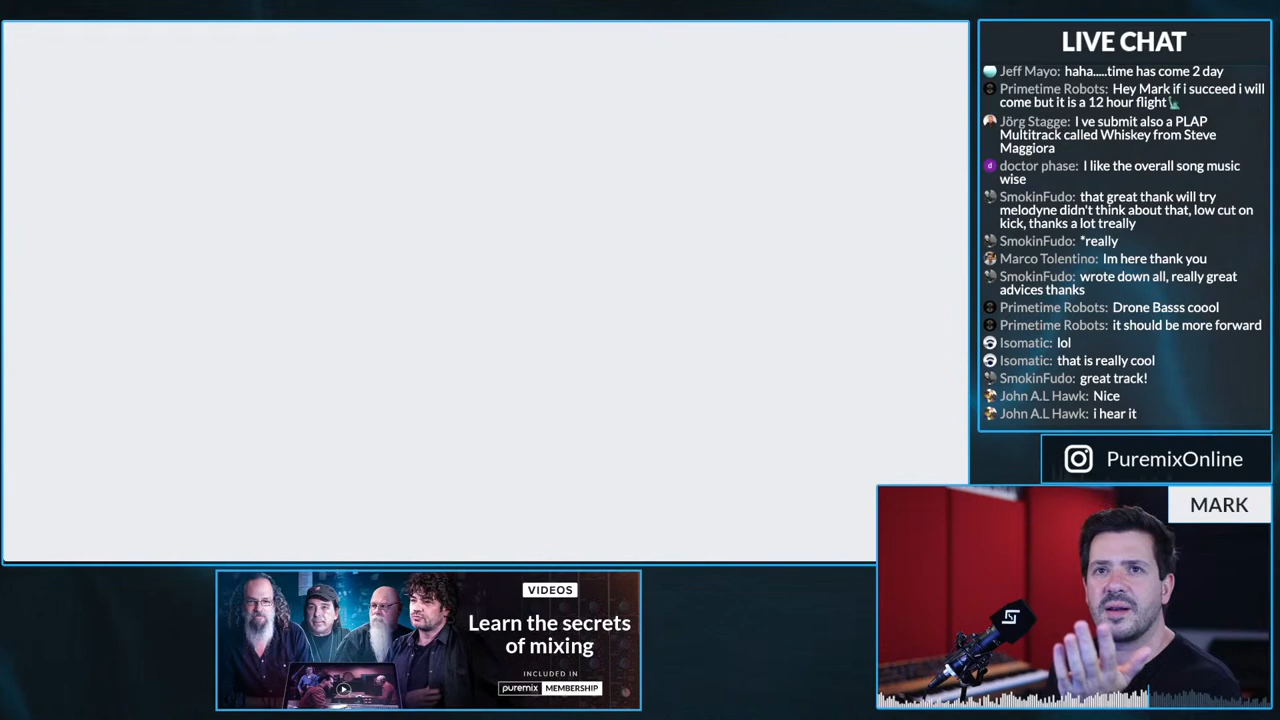 LIVE CHAT
Jeff Mayo: haha.....time has come 2 day
Primetime Robots: Hey Mark if i succeed i will
come but it is a 12 hour flight🗽
Jörg Stagge: I ve submit also a PLAP
Multitrack called Whiskey from Steve
Maggiora
d doctor phase: I like the overall song music
wise
SmokinFudo: that great thank will try
melodyne didn't think about that, low cut on
kick, thanks a lot treally
SmokinFudo: *really
Marco Tolentino: Im here thank you
SmokinFudo: wrote down all, really great
advices thanks
Primetime Robots: Drone Basss coool
Primetime Robots: it should be more forward
Isomatic: lol
Isomatic: that is really cool
SmokinFudo: great track!
John A.L Hawk: Nice
John A.L Hawk: i hear it
PuremixOnline
MARK
VIDEOS
Learn the secrets
of mixing
INCLUDED IN
puremix MEMBERSHIP